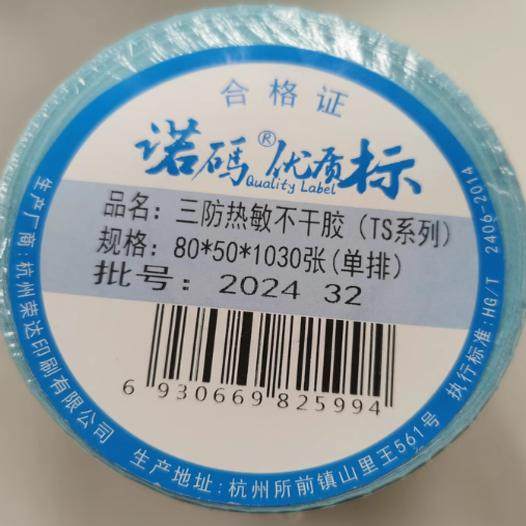 合格证
诺码®优质标
Quality Label
品名：三防热敏不干胶（TS系列）
规格：80*50*1030张(单排)
批号：2024 32
6 930669 825994
生产厂商:杭州荣达印刷有限公司
生产地址:杭州所前镇山里王561号
执行标准:HG/T 2406-2014